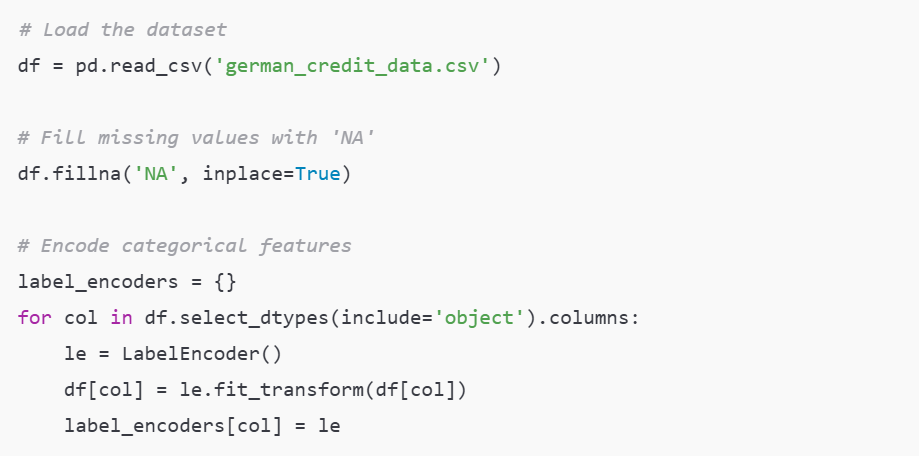 # Load the dataset
df = pd.read_csv('german_credit_data.csv')
# Fill missing values with 'NA'
df.fillna('NA', inplace=True)
# Encode categorical features
label_encoders = {}
for col in df.select_dtypes(include='object').columns:
    le = LabelEncoder()
    df[col] = le.fit_transform(df[col])
    label_encoders[col] = le